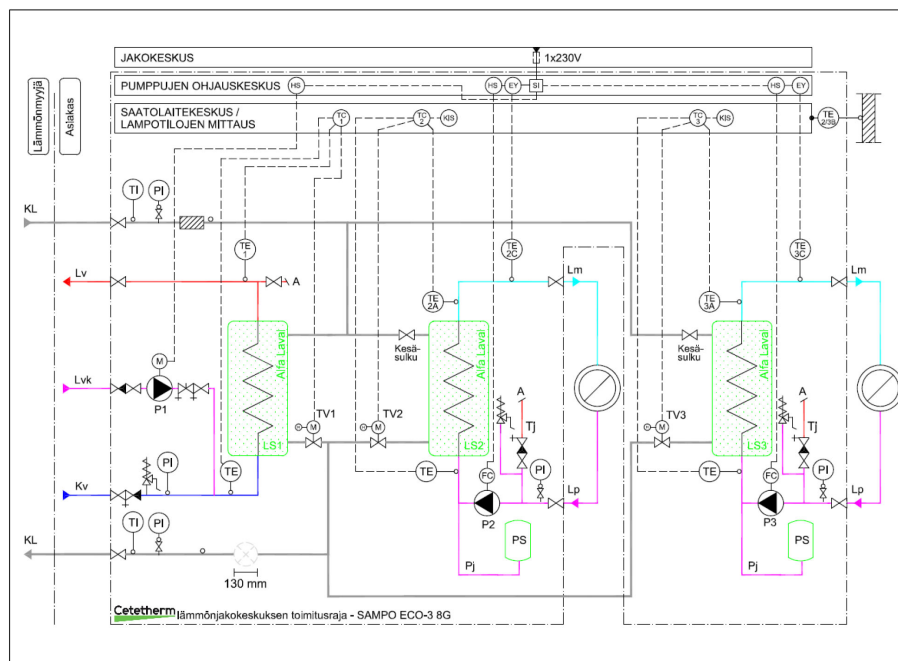 JAKOKESKUS
1x230V
PUMPPUJEN OHJAUSKESKUS
HS
HS
EY
SI
HS
EY
SAATOLAITEKESKUS /
LAMPOTILOJEN MITTAUS
TC
1
TC
2
KIS
TC
3
KIS
TE
2/3B
Lämmönmyyjä
Asiakas
KL
TI
PI
TE
1
TE
2C
TE
3C
Lv
A
Lm
Lm
TE
2A
TE
3A
Alfa Laval
Kesä-
sulku
Alfa Laval
Kesä-
sulku
Alfa Laval
M
Lvk
P1
TV1
M
TV2
M
A
Tj
TV3
M
A
Tj
LS1
LS2
LS3
PI
TE
TE
FC
PI
TE
FC
PI
Kv
Lp
Lp
P2
P3
TI
PI
KL
PS
PS
130 mm
Pj
Pj
Cetetherm lämmönjakokeskuksen toimitusraja - SAMPO ECO-3 8G